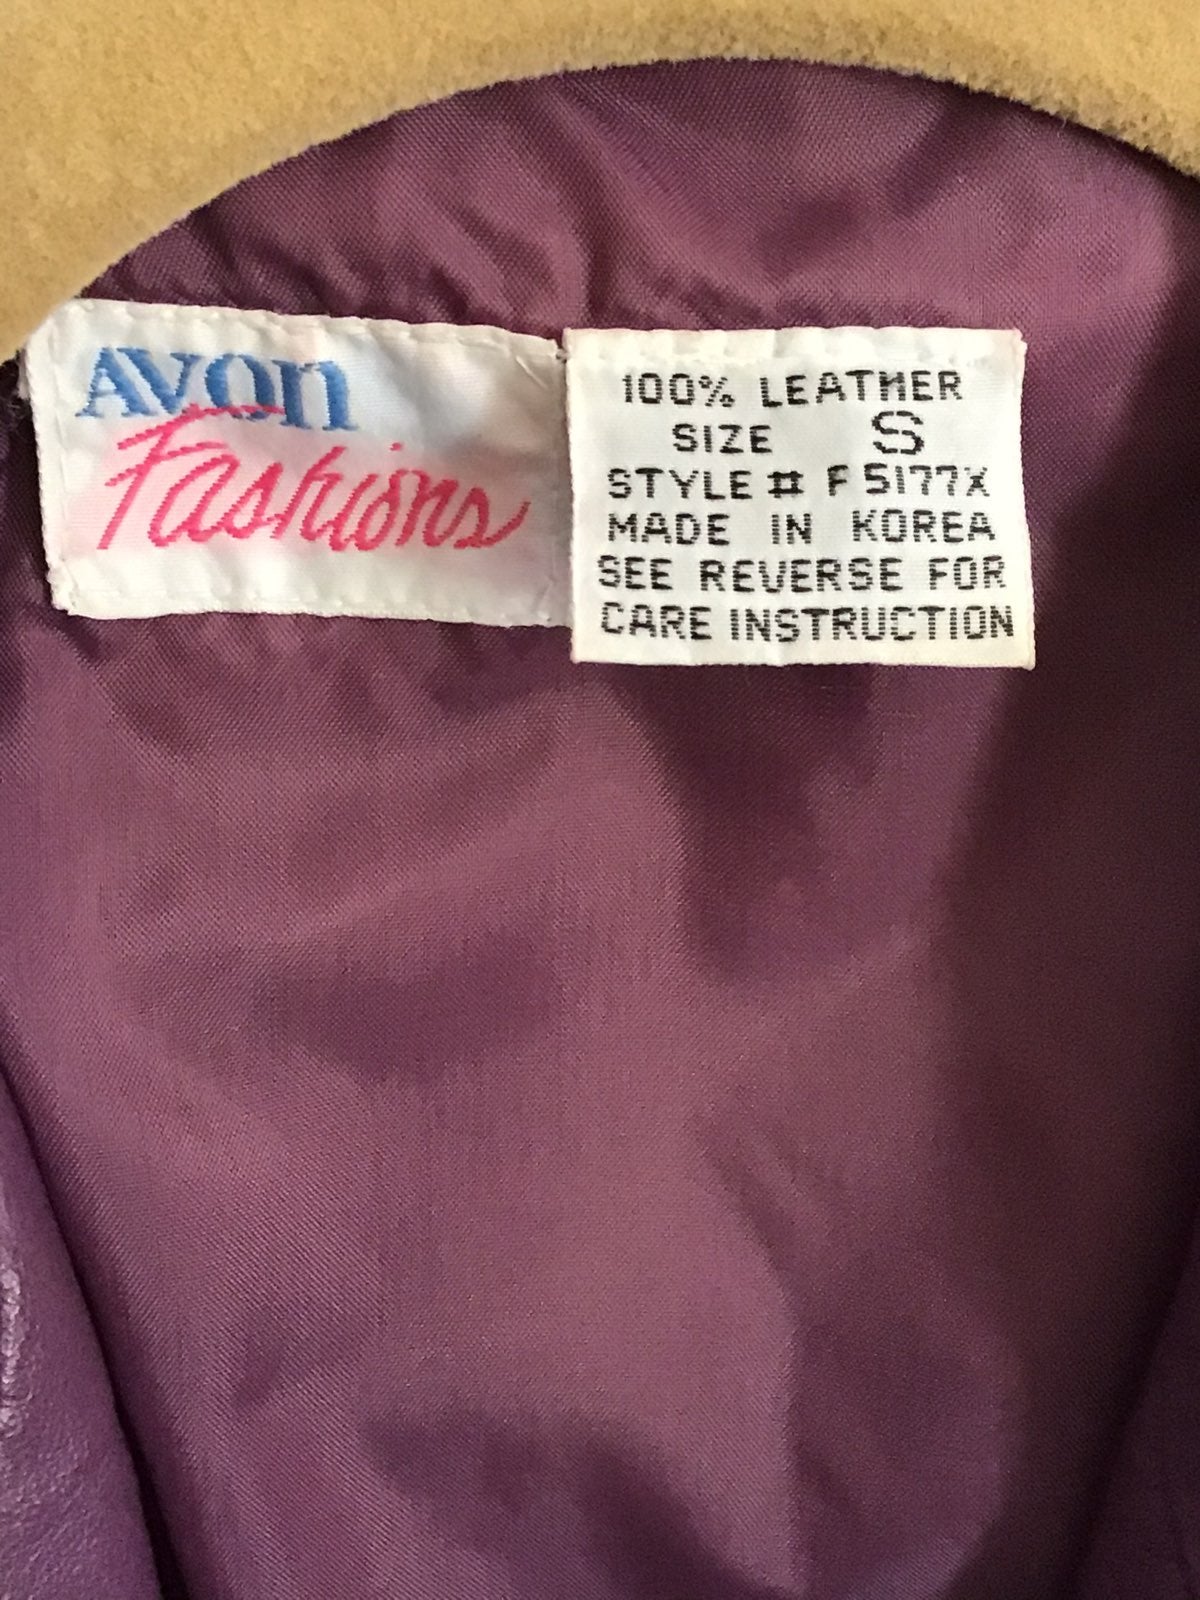 AVON
Fashions
100% LEATHER
SIZE S
STYLE # F 5177X
MADE IN KOREA
SEE REVERSE FOR
CARE INSTRUCTION